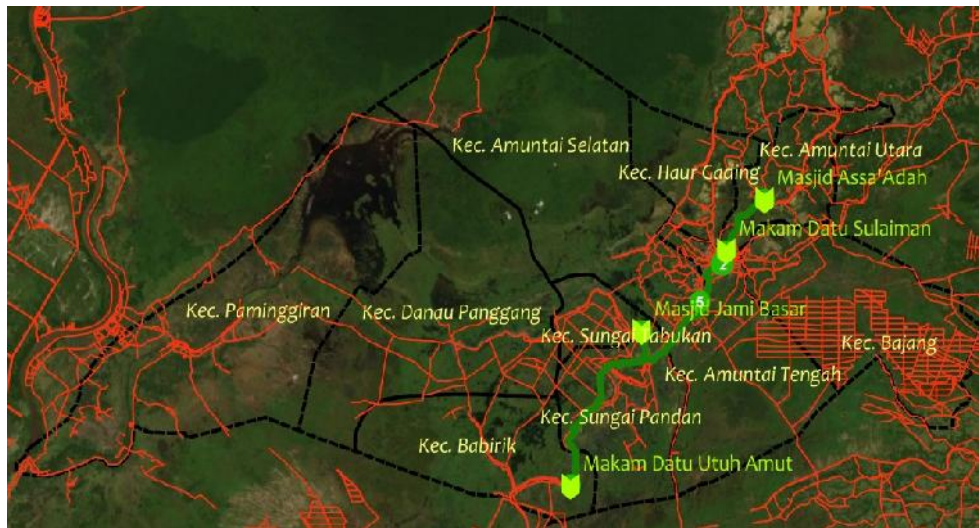 Kec. Amuntai Selatan
Kec. Amuntai Utara
Kec. Haur Gading
Masjid Assa'Adah
Makam Datu Sulaiman
2
5
Kec. Paminggiran
Kec. Danau Panggang
Masjid Jami Basar
Kec. Sungai Tabukan
Kec. Bajang
Kec. Amuntai Tengah
Kec. Sungai Pandan
Kec. Babirik
Makam Datu Utuh Amut